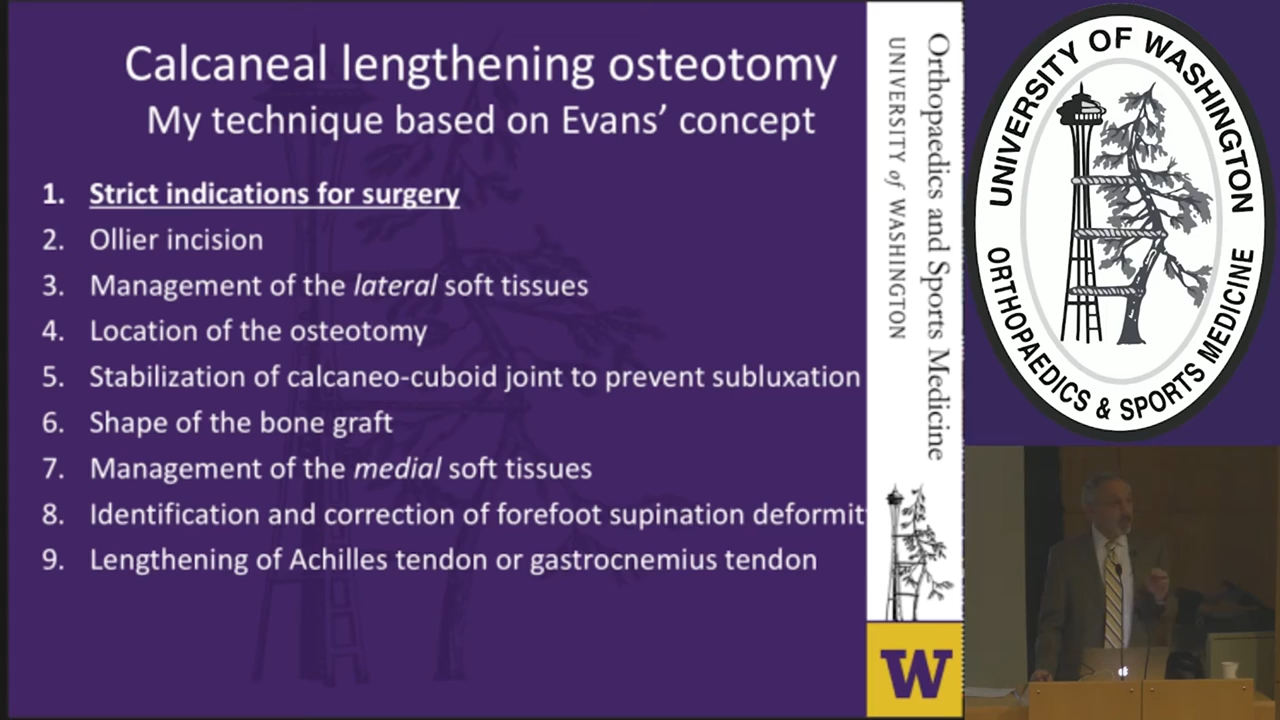 Calcaneal lengthening osteotomy
My technique based on Evans’ concept
1. Strict indications for surgery
2. Ollier incision
3. Management of the lateral soft tissues
4. Location of the osteotomy
5. Stabilization of calcaneo-cuboid joint to prevent subluxation
6. Shape of the bone graft
7. Management of the medial soft tissues
8. Identification and correction of forefoot supination deformit
9. Lengthening of Achilles tendon or gastrocnemius tendon
Orthopaedics and Sports Medicine
UNIVERSITY of WASHINGTON
W
UNIVERSITY OF WASHINGTON
ORTHOPAEDICS & SPORTS MEDICINE